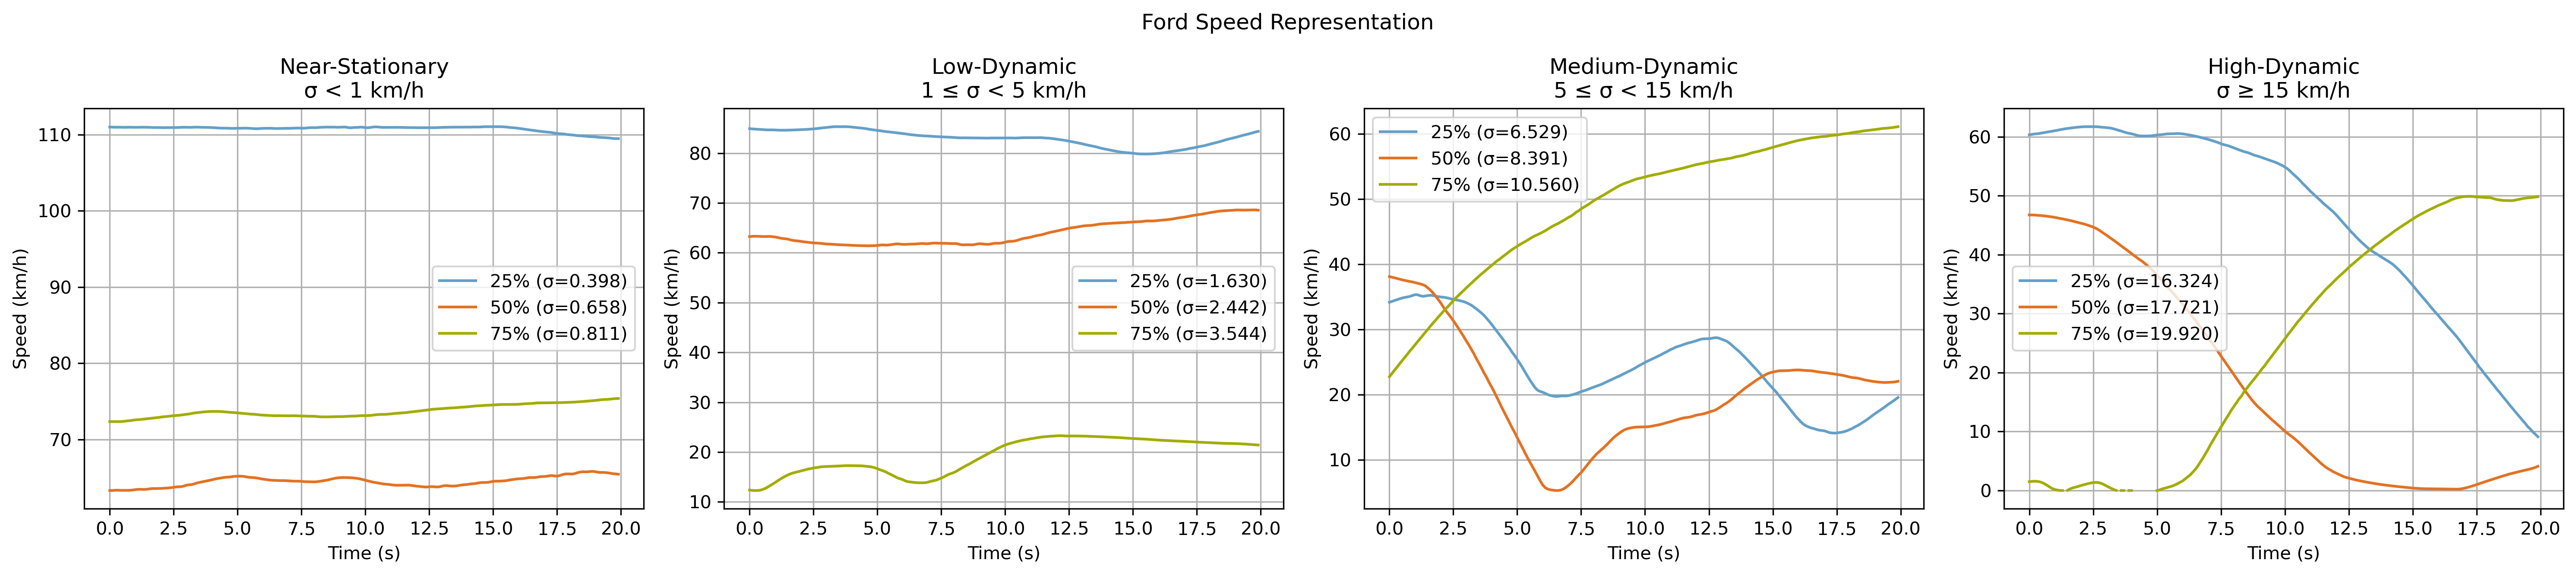 Ford Speed Representation
Near-Stationary
σ < 1 km/h
110
100
90
80
70
Speed (km/h)
25% (σ=0.398)
50% (σ=0.658)
75% (σ=0.811)
0.0 2.5 5.0 7.5 10.0 12.5 15.0 17.5 20.0
Time (s)
Low-Dynamic
1 ≤ σ < 5 km/h
80
70
60
50
40
30
20
10
Speed (km/h)
25% (σ=1.630)
50% (σ=2.442)
75% (σ=3.544)
0.0 2.5 5.0 7.5 10.0 12.5 15.0 17.5 20.0
Time (s)
Medium-Dynamic
5 ≤ σ < 15 km/h
60
50
40
30
20
10
Speed (km/h)
25% (σ=6.529)
50% (σ=8.391)
75% (σ=10.560)
0.0 2.5 5.0 7.5 10.0 12.5 15.0 17.5 20.0
Time (s)
High-Dynamic
σ ≥ 15 km/h
60
50
40
30
20
10
0
Speed (km/h)
25% (σ=16.324)
50% (σ=17.721)
75% (σ=19.920)
0.0 2.5 5.0 7.5 10.0 12.5 15.0 17.5 20.0
Time (s)